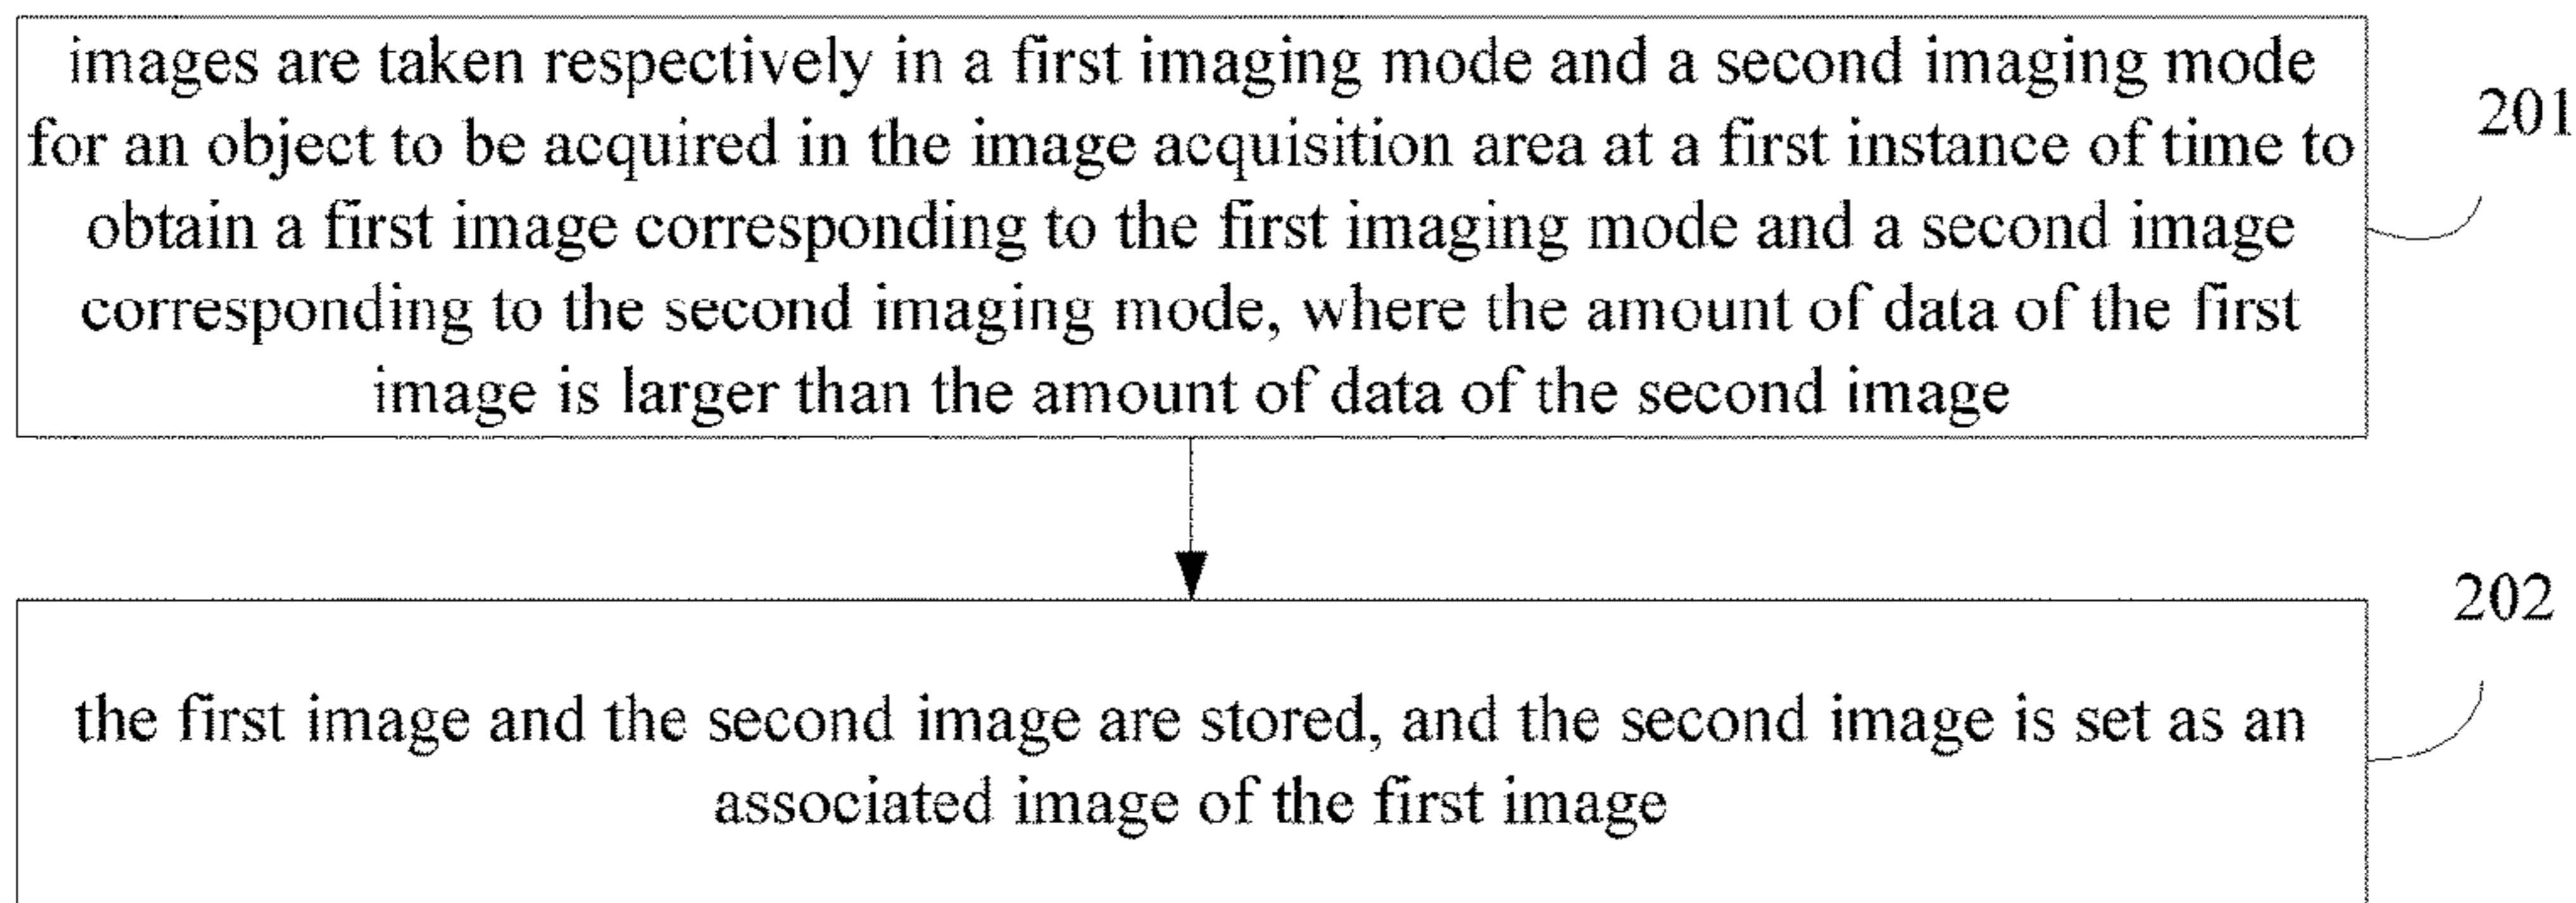 images are taken respectively in a first imaging mode and a second imaging mode
for an object to be acquired in the image acquisition area at a first instance of time to
obtain a first image corresponding to the first imaging mode and a second image
corresponding to the second imaging mode, where the amount of data of the first
image is larger than the amount of data of the second image
201
the first image and the second image are stored, and the second image is set as an
associated image of the first image
202